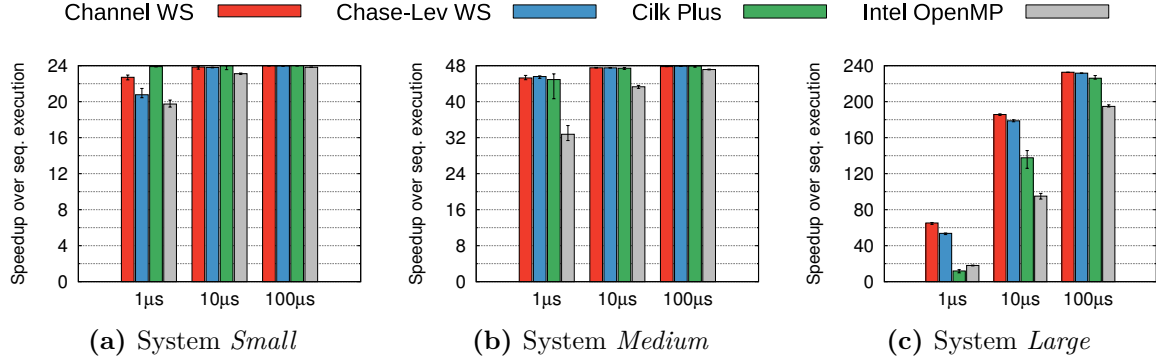 Channel WS Chase-Lev WS Cilk Plus Intel OpenMP
Speedup over seq. execution
24
20
16
12
8
4
0
1µs 10µs 100µs
(a) System Small
Speedup over seq. execution
48
40
32
24
16
8
0
1µs 10µs 100µs
(b) System Medium
Speedup over seq. execution
240
200
160
120
80
40
0
1µs 10µs 100µs
(c) System Large